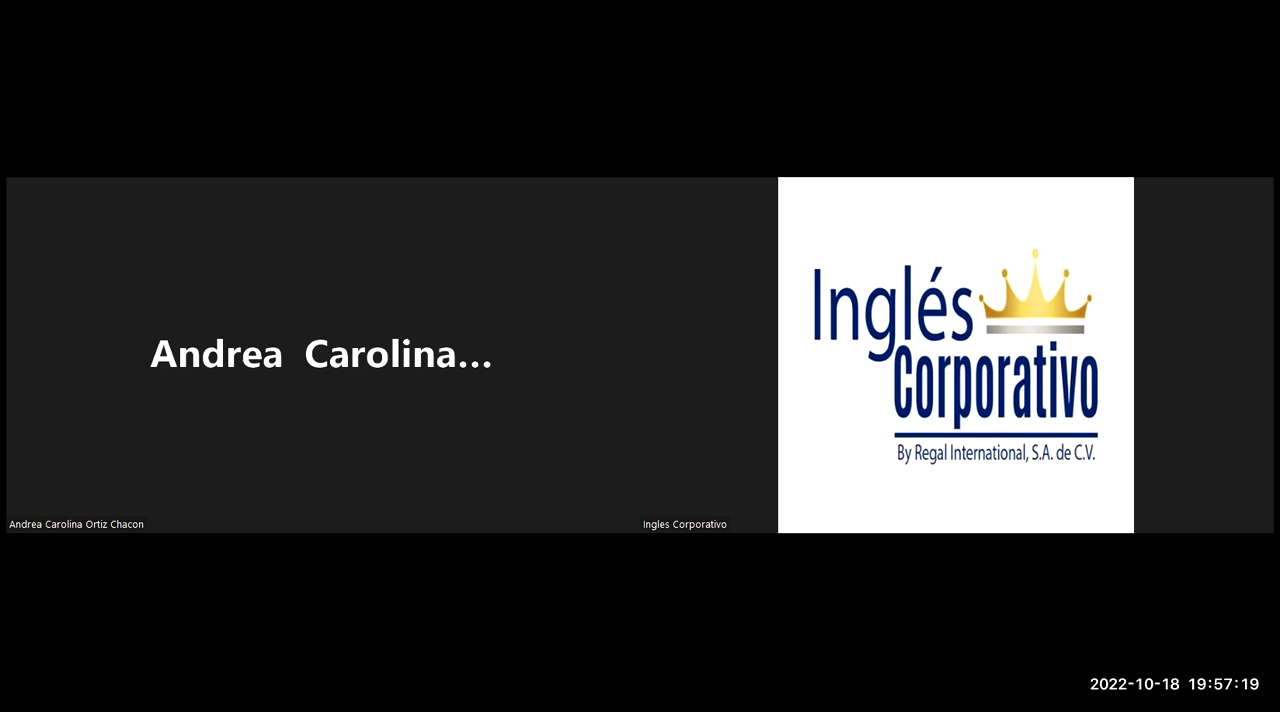 Andrea Carolina...
Inglés
Corporativo
By Regal International, S.A. de C.V.
Andrea Carolina Ortiz Chacon
Ingles Corporativo
2022-10-18 19:57:19